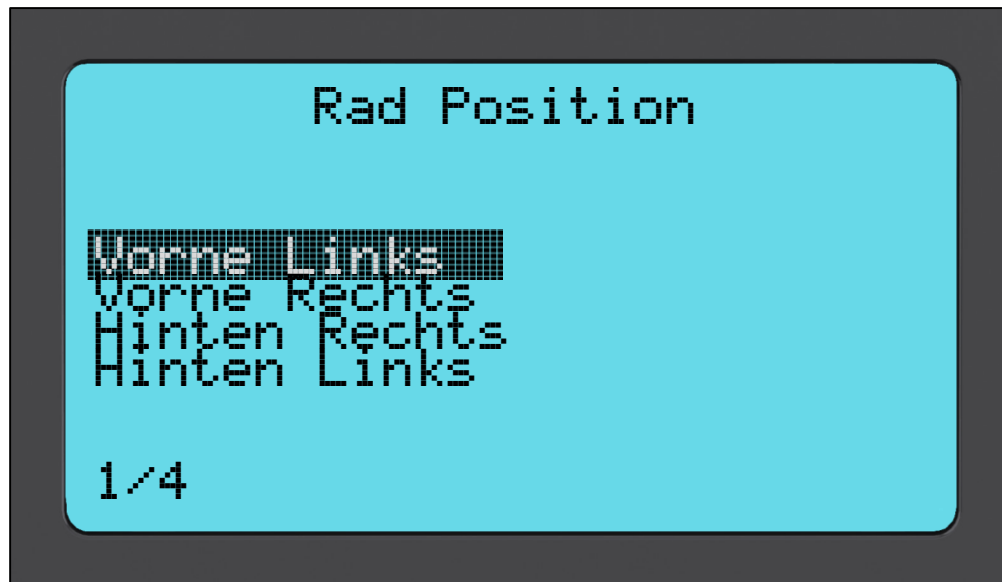 Rad Position
Vorne Links
Vorne Rechts
Hinten Rechts
Hinten Links
1/4